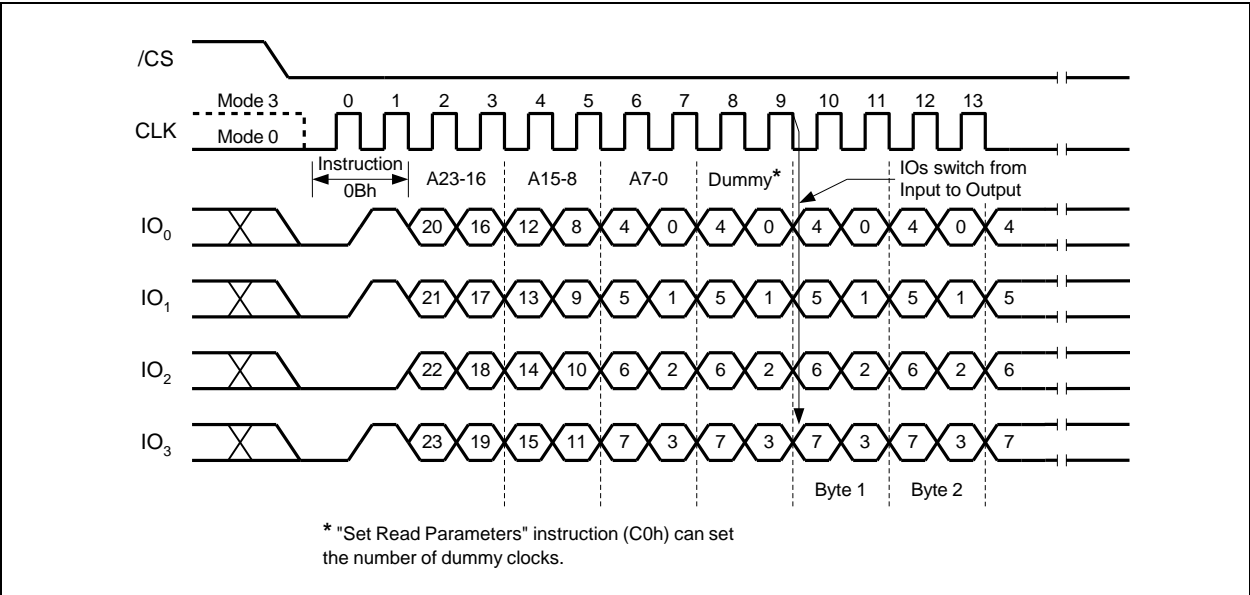 /CS
Mode 3 0 1 2 3 4 5 6 7 8 9 10 11 12 13
CLK Mode 0
Instruction IOs switch from
0Bh A23-16 A15-8 A7-0 Dummy* Input to Output
IO0 20 16 12 8 4 0 4 0 4 0 4 0 4
IO1 21 17 13 9 5 1 5 1 5 1 5 1 5
IO2 22 18 14 10 6 2 6 2 6 2 6 2 6
IO3 23 19 15 11 7 3 7 3 7 3 7 3 7
Byte 1 Byte 2
* "Set Read Parameters" instruction (C0h) can set
the number of dummy clocks.